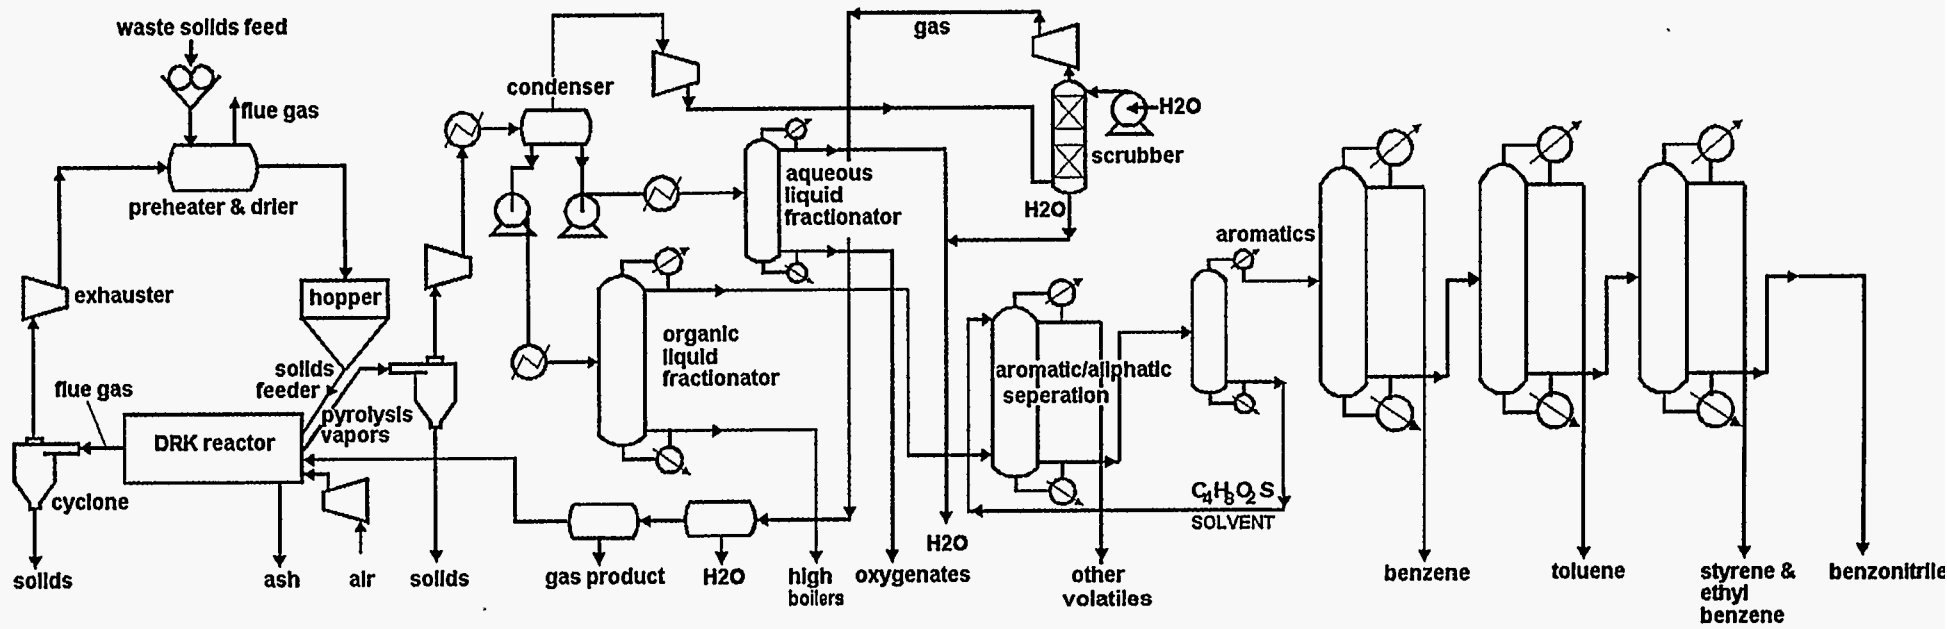 waste solids feed
flue gas
preheater & drier
exhauster
hopper
solids
feeder
flue gas
pyrolysis
vapors
DRK reactor
cyclone
solids
ash
air
solids
condenser
gas
H2O
scrubber
aqueous
liquid
fractionator
H2O
organic
liquid
fractionator
gas product
H2O
high
boilers
oxygenates
H2O
aromatics
aromatic/aliphatic
seperation
C4H8O2S
SOLVENT
other
volatiles
benzene
toluene
styrene &
ethyl
benzene
benzonitrile